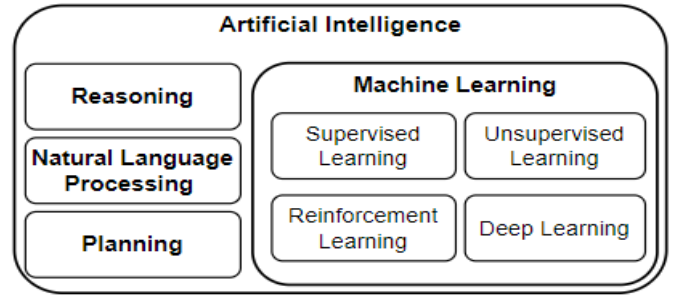 Artificial Intelligence
Reasoning
Natural Language
Processing
Planning
Machine Learning
Supervised
Learning
Unsupervised
Learning
Reinforcement
Learning
Deep Learning